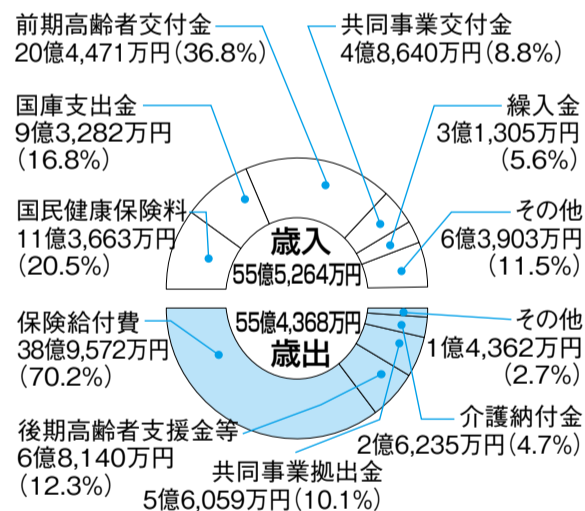 前期高齢者交付金
20億4,471万円(36.8%)
共同事業交付金
4億8,640万円(8.8%)
国庫支出金
9億3,282万円
(16.8%)
繰入金
3億1,305万円
(5.6%)
国民健康保険料
11億3,663万円
(20.5%)
歳入
55億5,264万円
その他
6億3,903万円
(11.5%)
保険給付費
38億9,572万円
(70.2%)
55億4,368万円
歳出
その他
1億4,362万円
(2.7%)
後期高齢者支援金等
6億8,140万円
(12.3%)
介護納付金
2億6,235万円(4.7%)
共同事業拠出金
5億6,059万円(10.1%)